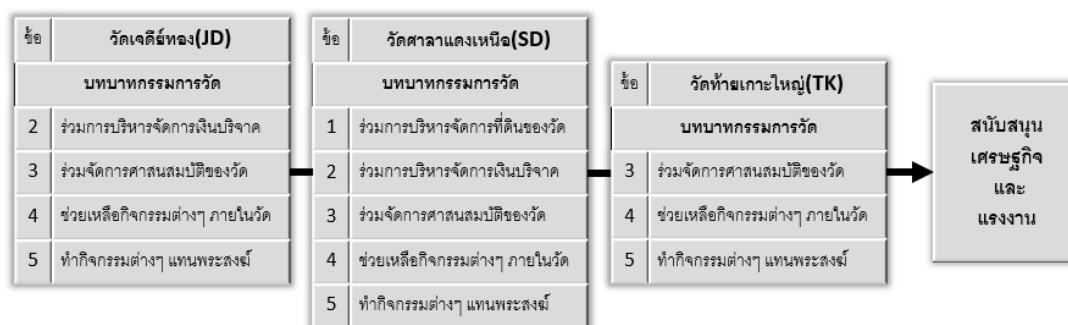 ข้อ วัดเจดีย์ทอง(JD)
บทบาทกรรมการวัด
2 ร่วมการบริหารจัดการเงินบริจาค
3 ร่วมจัดการศาสนสมบัติของวัด
4 ช่วยเหลือกิจกรรมต่างๆ ภายในวัด
5 ทำกิจกรรมต่างๆ แทนพระสงฆ์
ข้อ วัดศาลาแดงเหนือ(SD)
บทบาทกรรมการวัด
1 ร่วมการบริหารจัดการที่ดินของวัด
2 ร่วมการบริหารจัดการเงินบริจาค
3 ร่วมจัดการศาสนสมบัติของวัด
4 ช่วยเหลือกิจกรรมต่างๆ ภายในวัด
5 ทำกิจกรรมต่างๆ แทนพระสงฆ์
ข้อ วัดท้ายเกาะใหญ่(TK)
บทบาทกรรมการวัด
3 ร่วมจัดการศาสนสมบัติของวัด
4 ช่วยเหลือกิจกรรมต่างๆ ภายในวัด
5 ทำกิจกรรมต่างๆ แทนพระสงฆ์
สนับสนุน
เศรษฐกิจ
และ
แรงงาน